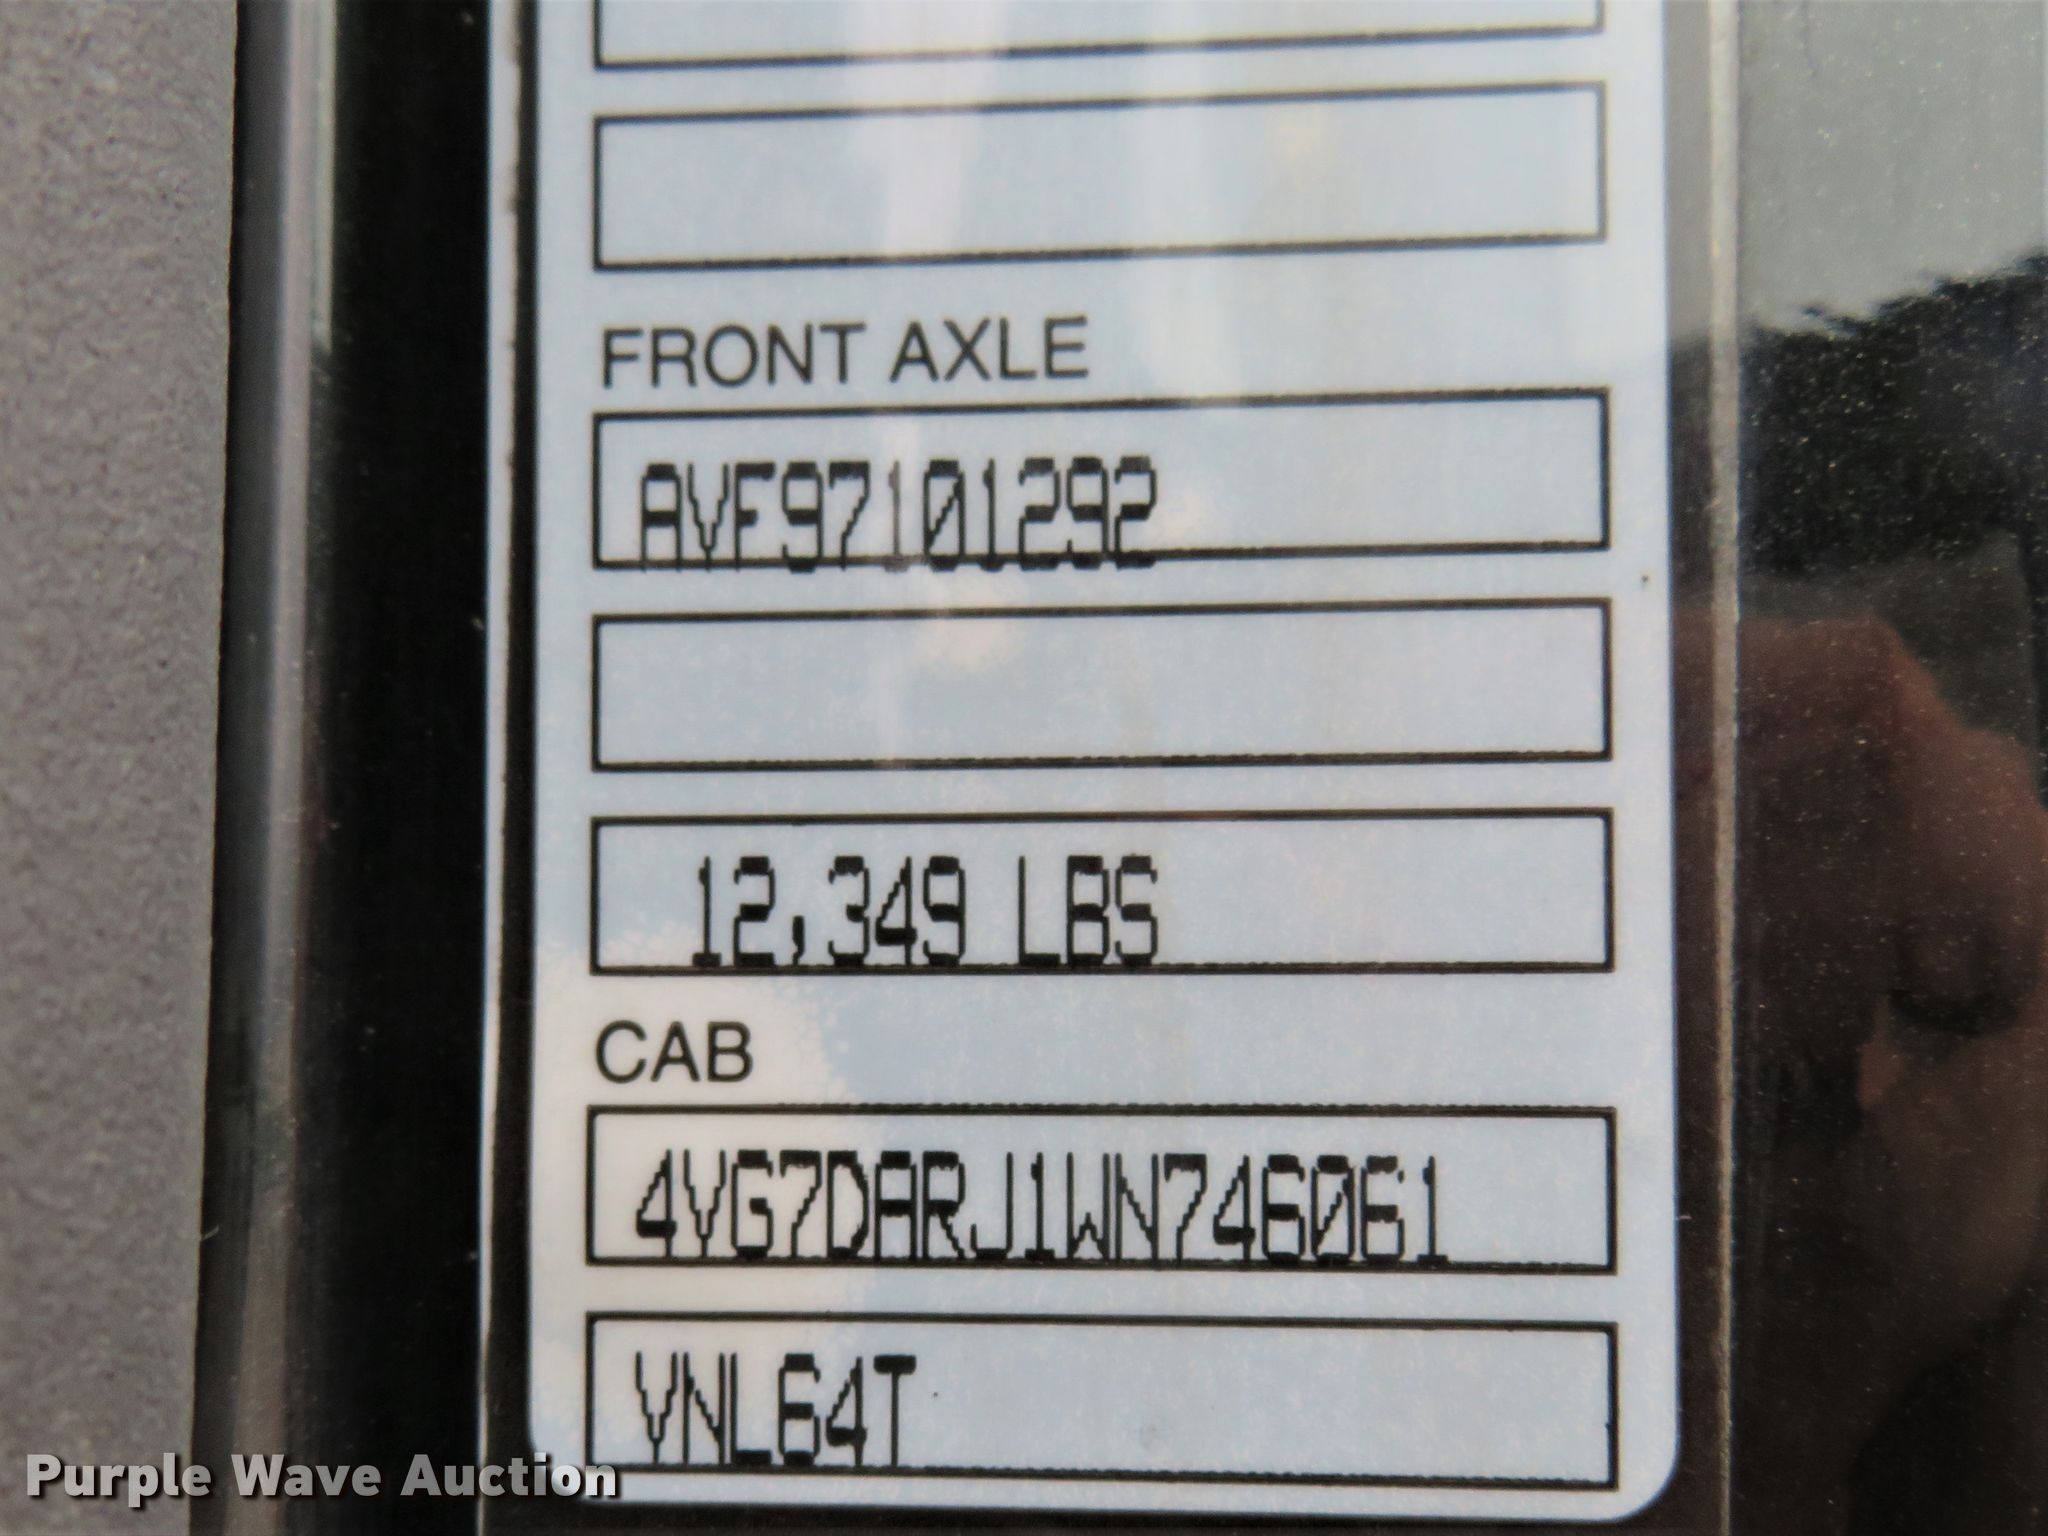 FRONT AXLE
AVF97101292
12,349 LBS
CAB
4VG7DARJ1WN746061
VNL64T
Purple Wave Auction